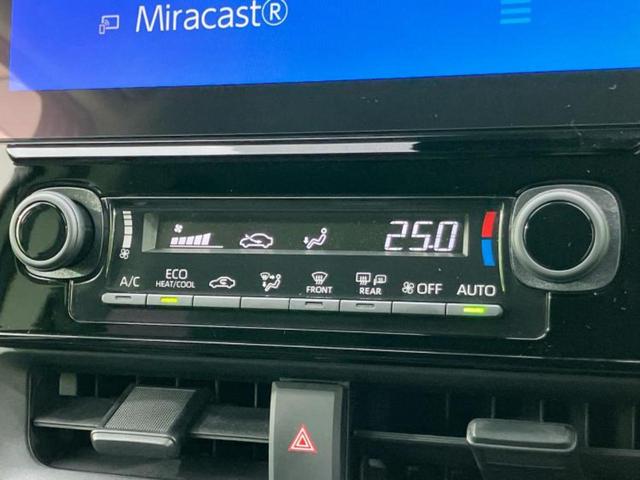 Miracast®
25.0
A/C
ECO
HEAT/COOL
FRONT
REAR
OFF
AUTO